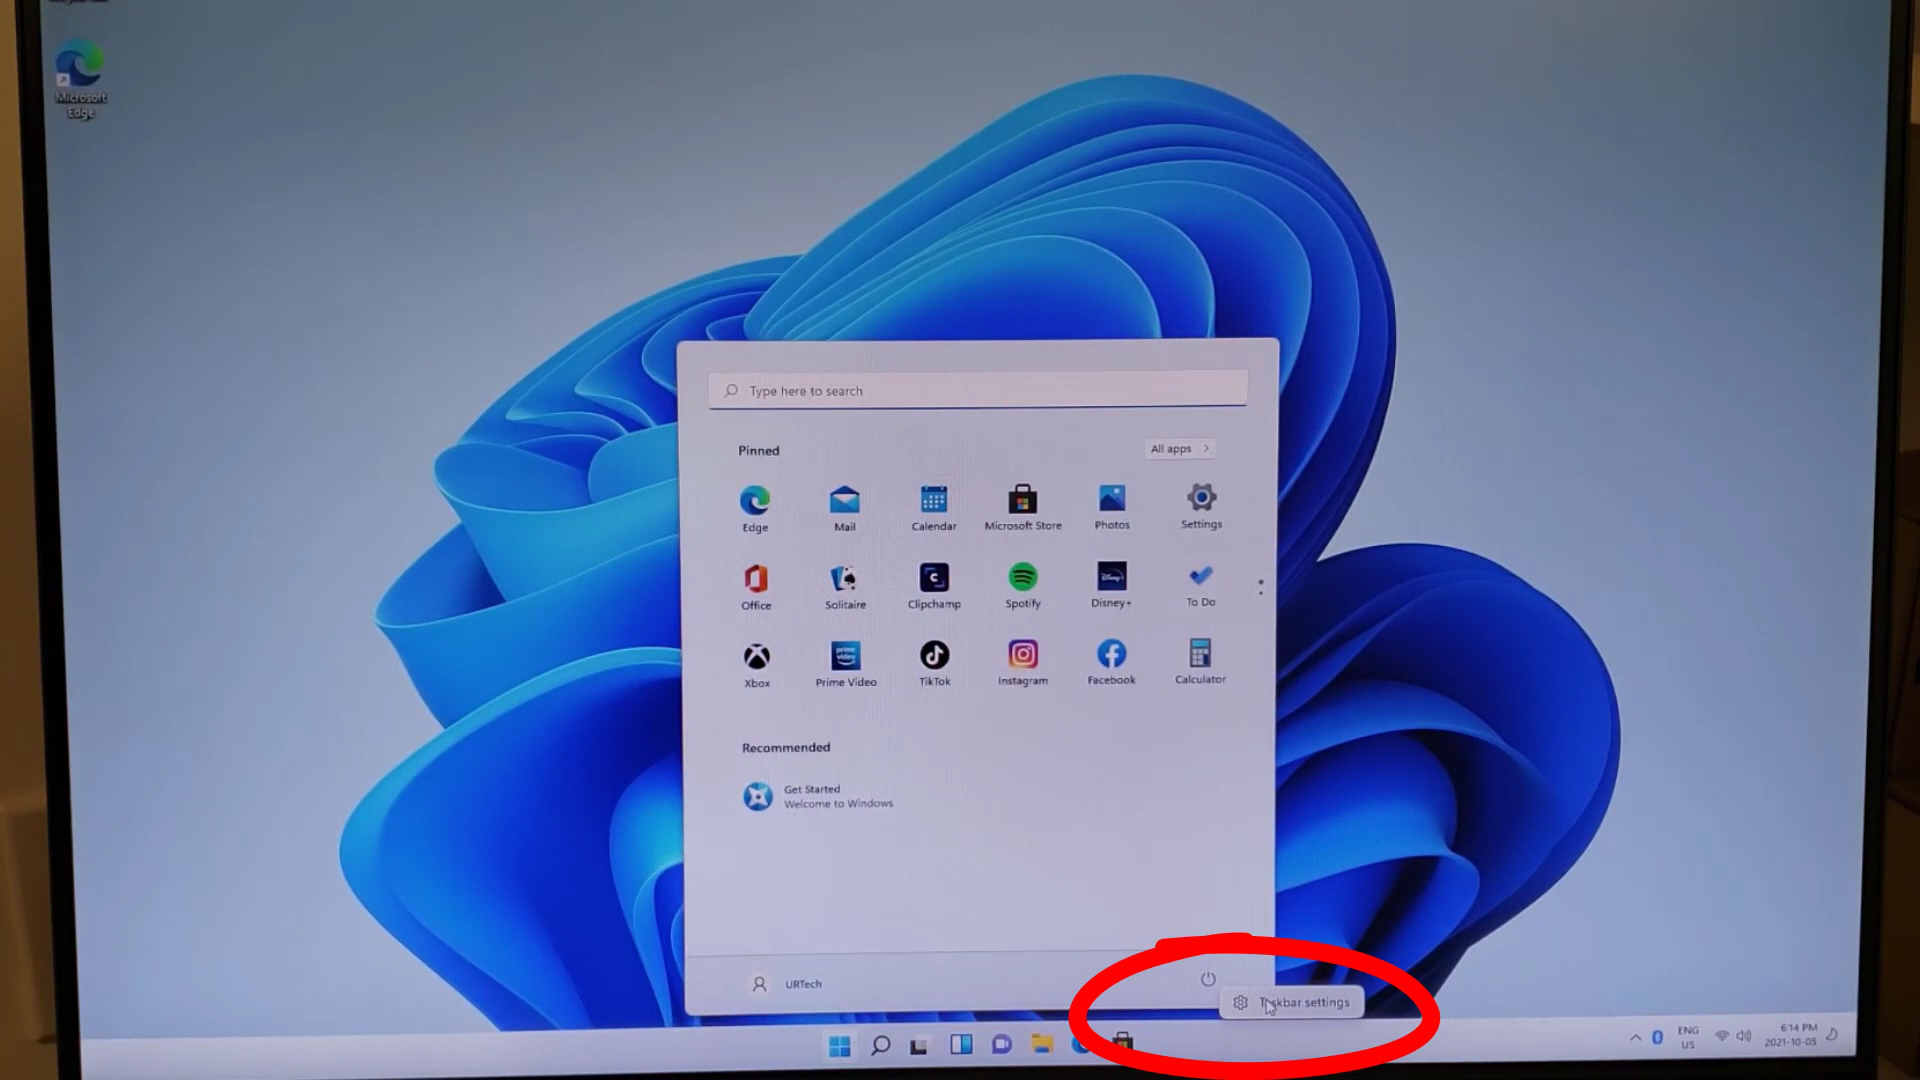 Microsoft
Edge
Type here to search
Pinned
All apps
Edge
Mail
Calendar
Microsoft Store
Photos
Settings
Office
Solitaire
Clipchamp
Spotify
Disney+
To Do
Xbox
Prime Video
TikTok
Instagram
Facebook
Calculator
Recommended
Get Started
Welcome to Windows
URTech
Taskbar settings
ENG
US
6:14 PM
2021-10-05